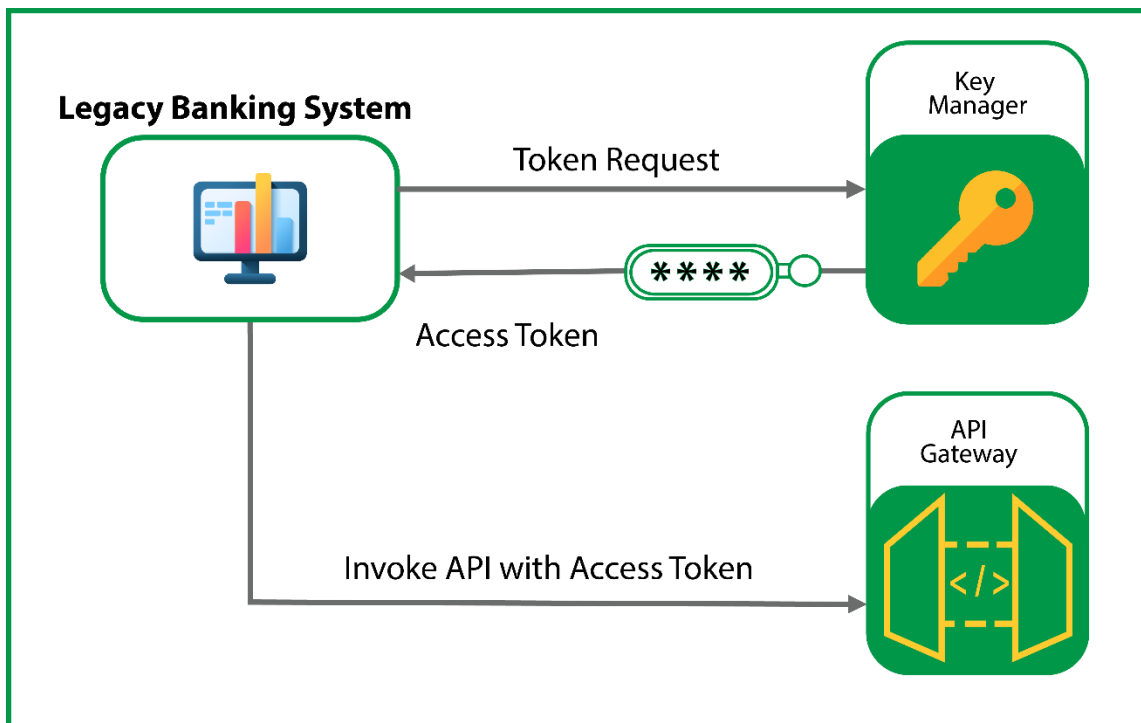 Key
Manager
Legacy Banking System
Token Request
****
Access Token
API
Gateway
</>
Invoke API with Access Token